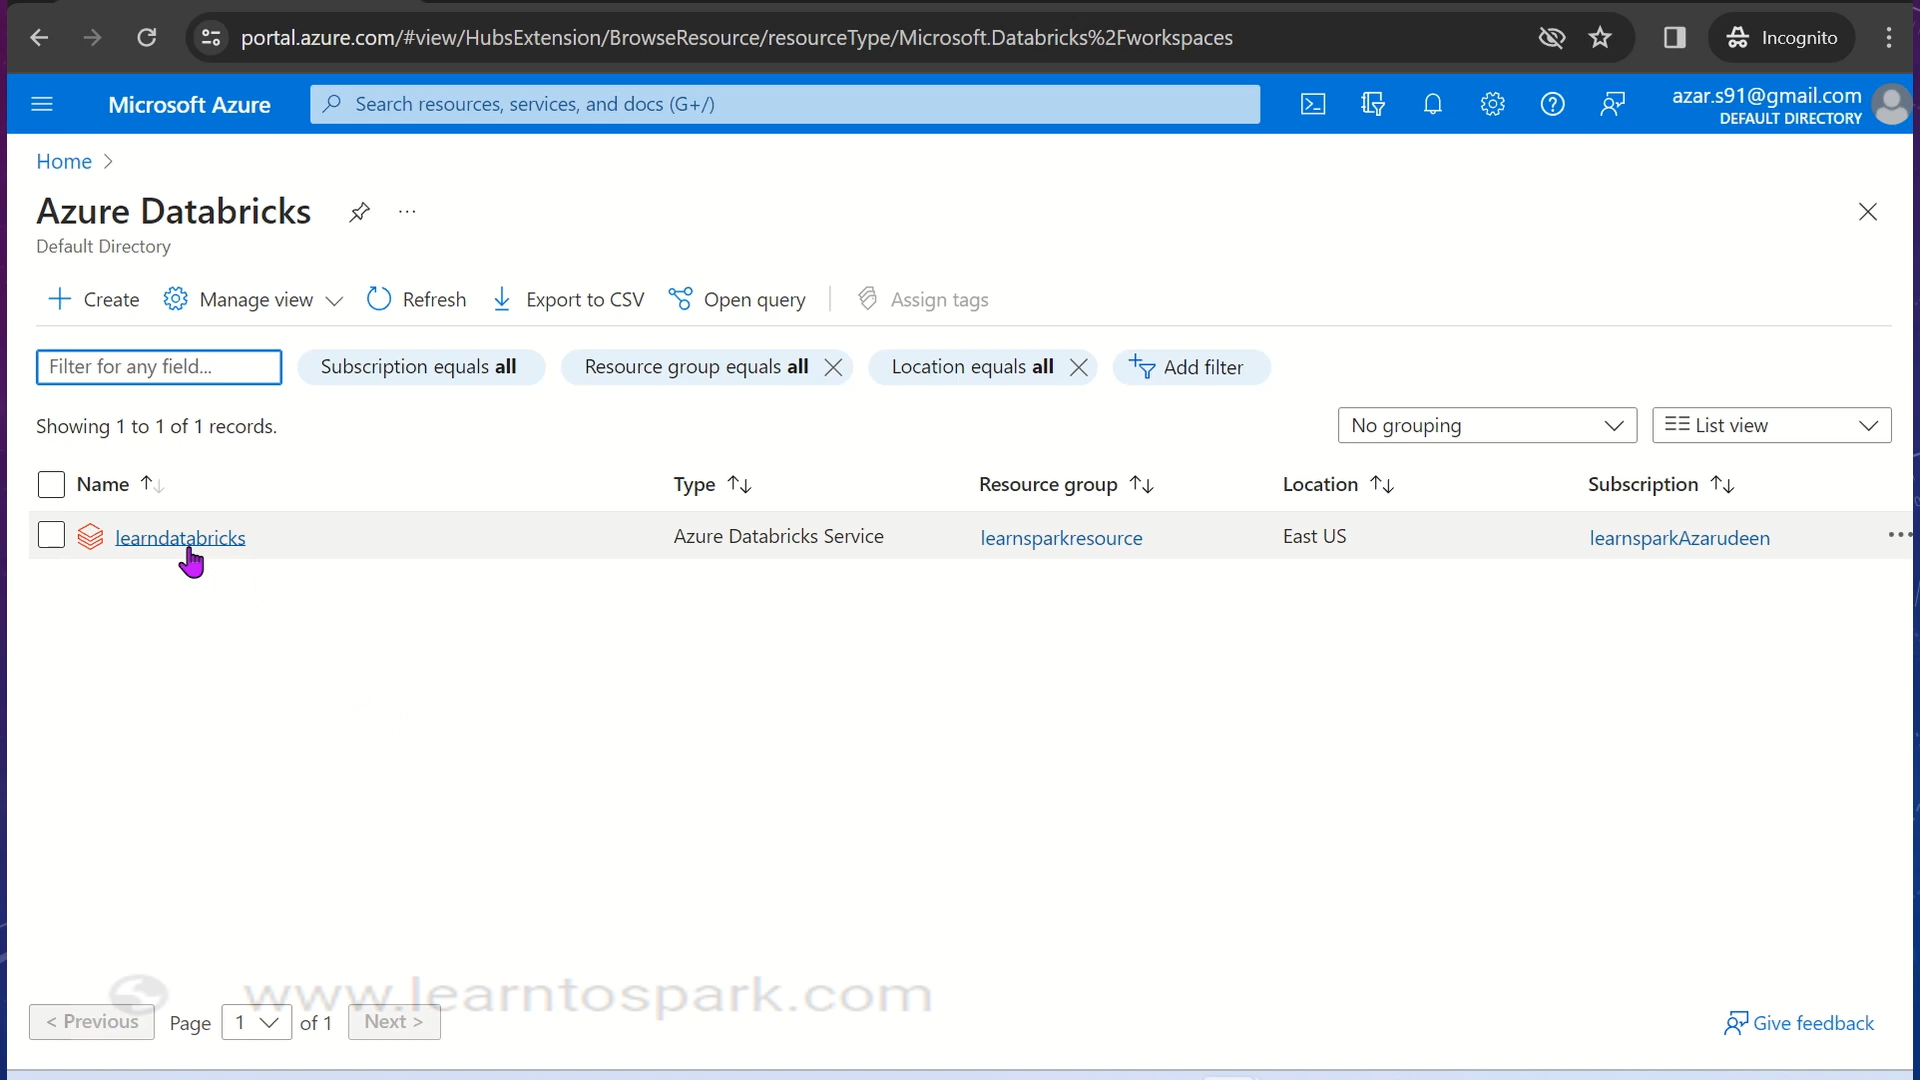 portal.azure.com/#view/HubsExtension/BrowseResource/resourceType/Microsoft.Databricks%2Fworkspaces
Incognito
Microsoft Azure
Search resources, services, and docs (G+/)
azar.s91@gmail.com
DEFAULT DIRECTORY
Home
Azure Databricks
...
Default Directory
Create
Manage view
Refresh
Export to CSV
Open query
Assign tags
Filter for any field...
Subscription equals all
Resource group equals all
Location equals all
Add filter
Showing 1 to 1 of 1 records.
No grouping
List view
Name
Type
Resource group
Location
Subscription
learndatabricks
Azure Databricks Service
learnsparkresource
East US
learnsparkAzarudeen
...
www.learntospark.com
< Previous
Page
1
of 1
Next >
Give feedback